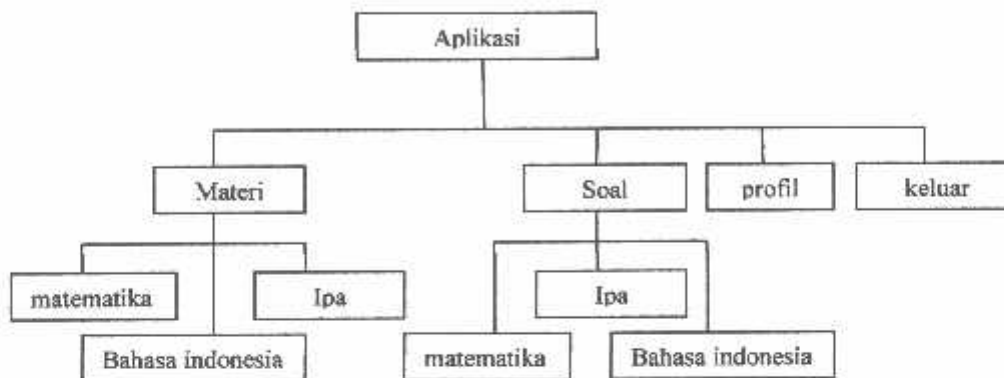 Aplikasi
Materi
Soal
profil
keluar
matematika
Ipa
Bahasa indonesia
Ipa
matematika
Bahasa indonesia